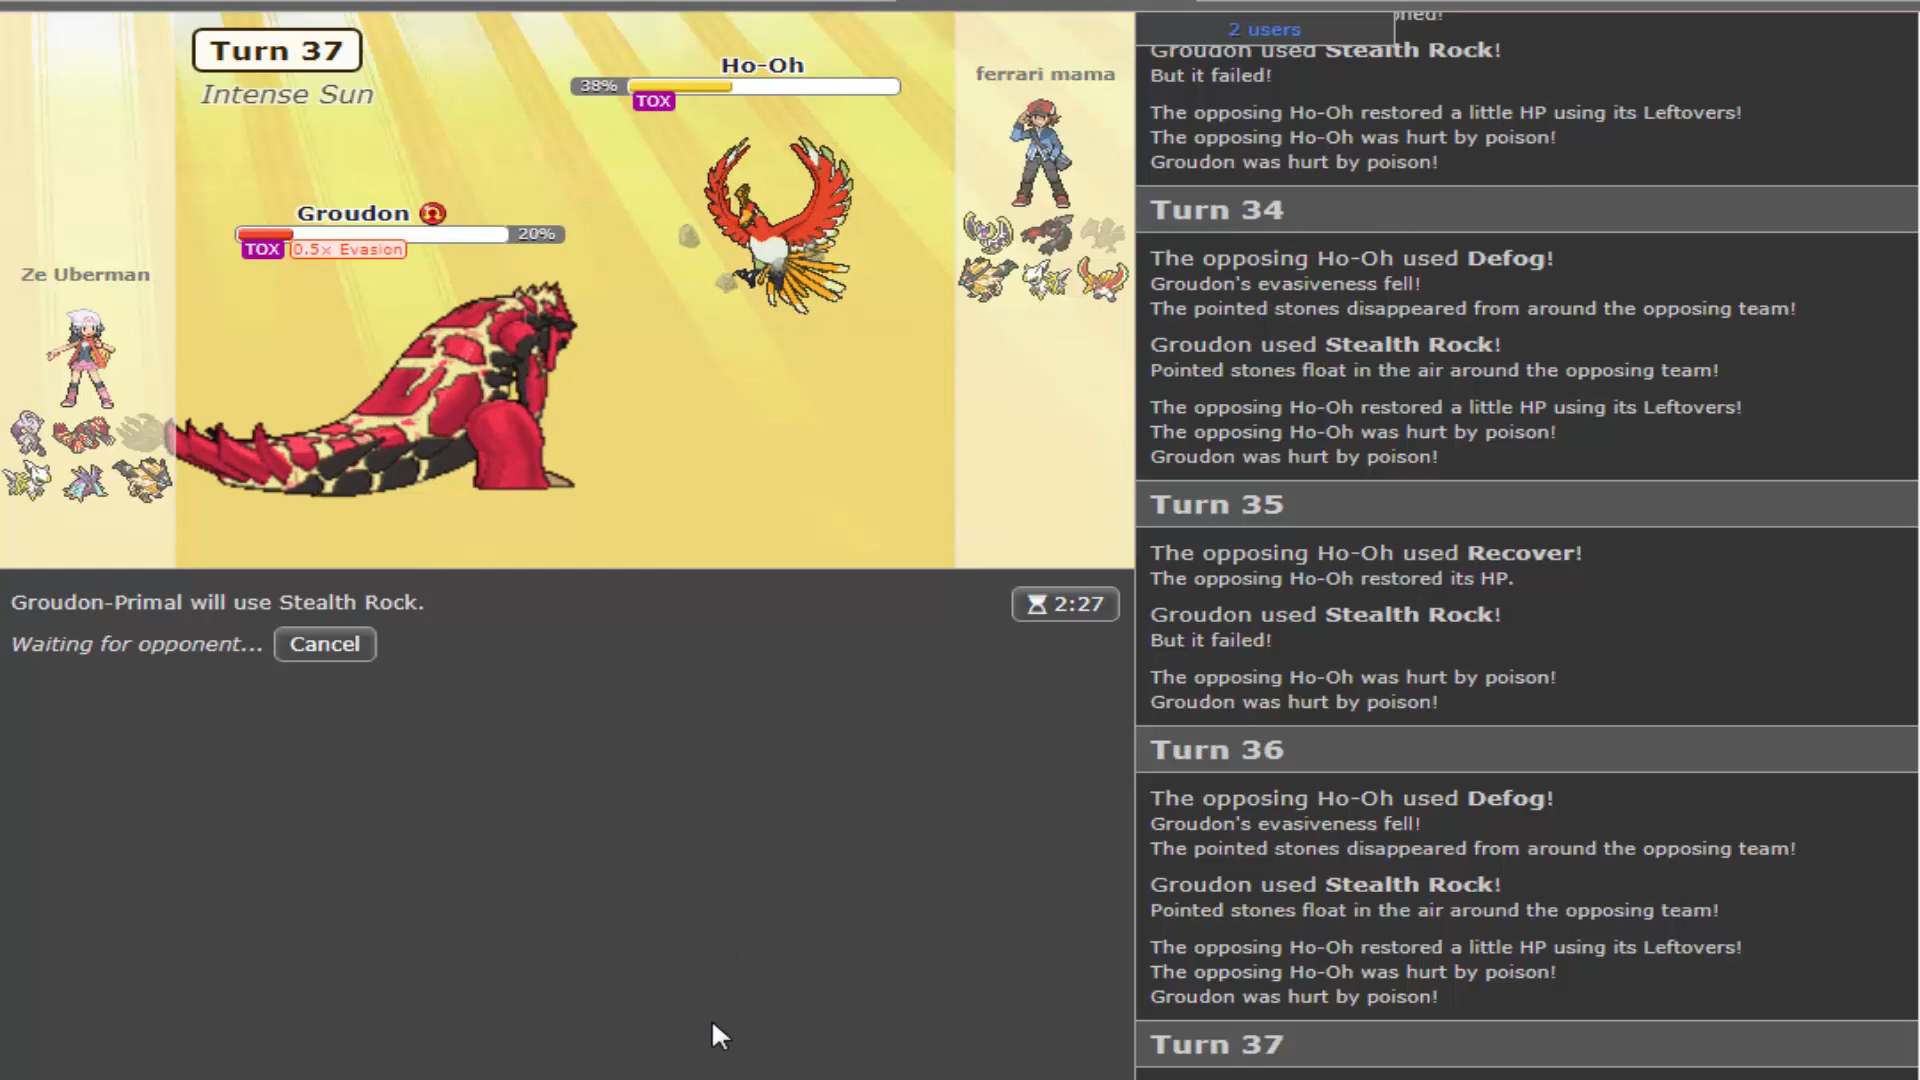 Turn 37
Intense Sun
Ho-Oh
38%
TOX
Groudon
20%
TOX 0.5× Evasion
Ze Uberman
ferrari mama
Groudon-Primal will use Stealth Rock.
2:27
Waiting for opponent... Cancel
2 users
Groudon used Stealth Rock!
But it failed!
The opposing Ho-Oh restored a little HP using its Leftovers!
The opposing Ho-Oh was hurt by poison!
Groudon was hurt by poison!
Turn 34
The opposing Ho-Oh used Defog!
Groudon's evasiveness fell!
The pointed stones disappeared from around the opposing team!
Groudon used Stealth Rock!
Pointed stones float in the air around the opposing team!
The opposing Ho-Oh restored a little HP using its Leftovers!
The opposing Ho-Oh was hurt by poison!
Groudon was hurt by poison!
Turn 35
The opposing Ho-Oh used Recover!
The opposing Ho-Oh restored its HP.
Groudon used Stealth Rock!
But it failed!
The opposing Ho-Oh was hurt by poison!
Groudon was hurt by poison!
Turn 36
The opposing Ho-Oh used Defog!
Groudon's evasiveness fell!
The pointed stones disappeared from around the opposing team!
Groudon used Stealth Rock!
Pointed stones float in the air around the opposing team!
The opposing Ho-Oh restored a little HP using its Leftovers!
The opposing Ho-Oh was hurt by poison!
Groudon was hurt by poison!
Turn 37